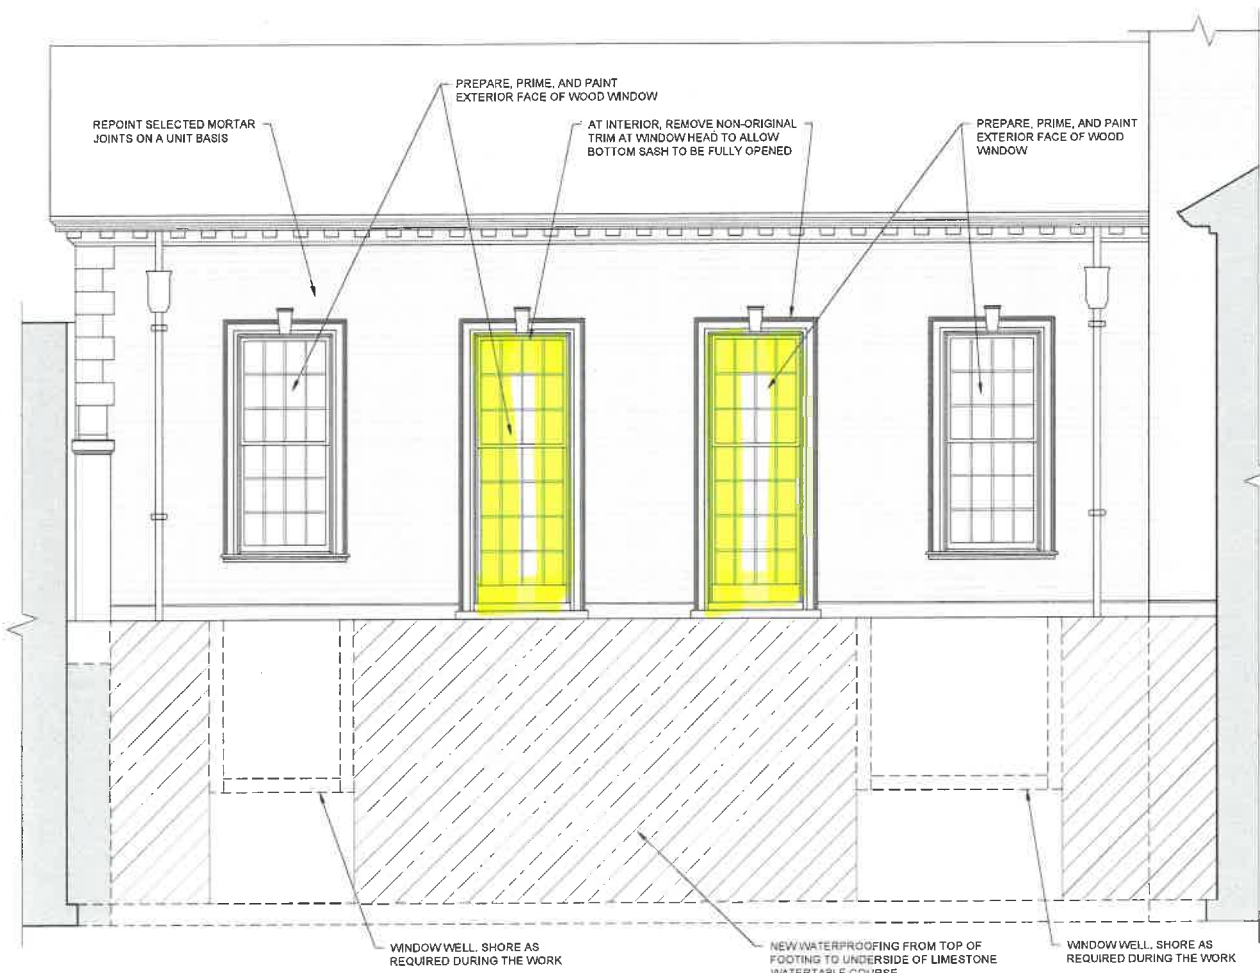 PREPARE, PRIME, AND PAINT
EXTERIOR FACE OF WOOD WINDOW
REPOINT SELECTED MORTAR
JOINTS ON A UNIT BASIS
AT INTERIOR, REMOVE NON-ORIGINAL
TRIM AT WINDOW HEAD TO ALLOW
BOTTOM SASH TO BE FULLY OPENED
PREPARE, PRIME, AND PAINT
EXTERIOR FACE OF WOOD
WINDOW
WINDOW WELL. SHORE AS
REQUIRED DURING THE WORK
NEW WATERPROOFING FROM TOP OF
FOOTING TO UNDERSIDE OF LIMESTONE
WATERTABLE COURSE
WINDOW WELL. SHORE AS
REQUIRED DURING THE WORK